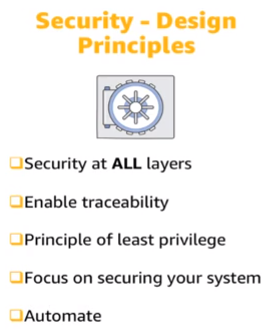 Security - Design
Principles
Security at ALL layers
Enable traceability
Principle of least privilege
Focus on securing your system
Automate